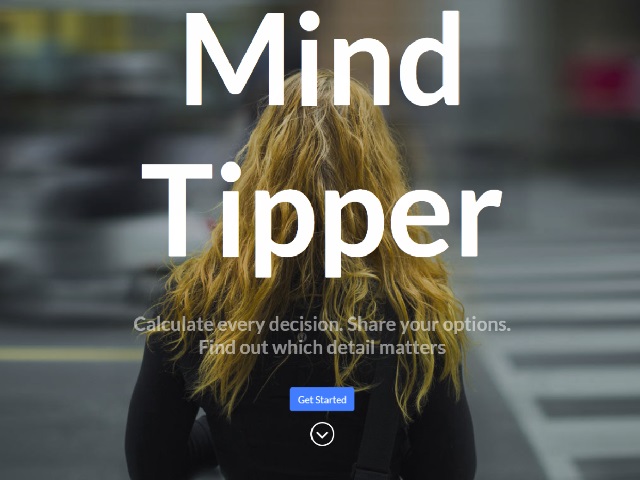 Mind
Tipper
Calculate every decision. Share your options.
Find out which detail matters
Get Started